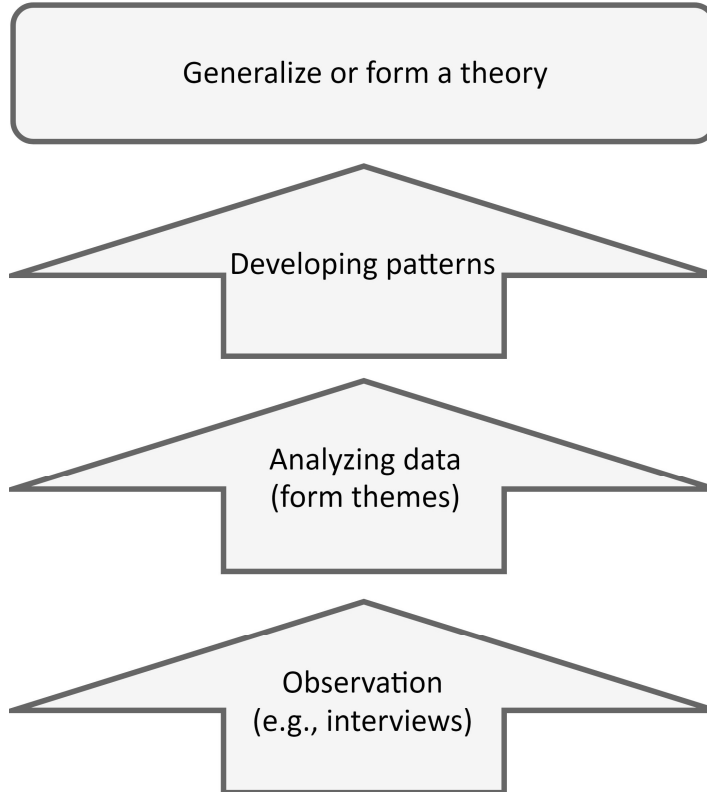 Generalize or form a theory
Developing patterns
Analyzing data
(form themes)
Observation
(e.g., interviews)